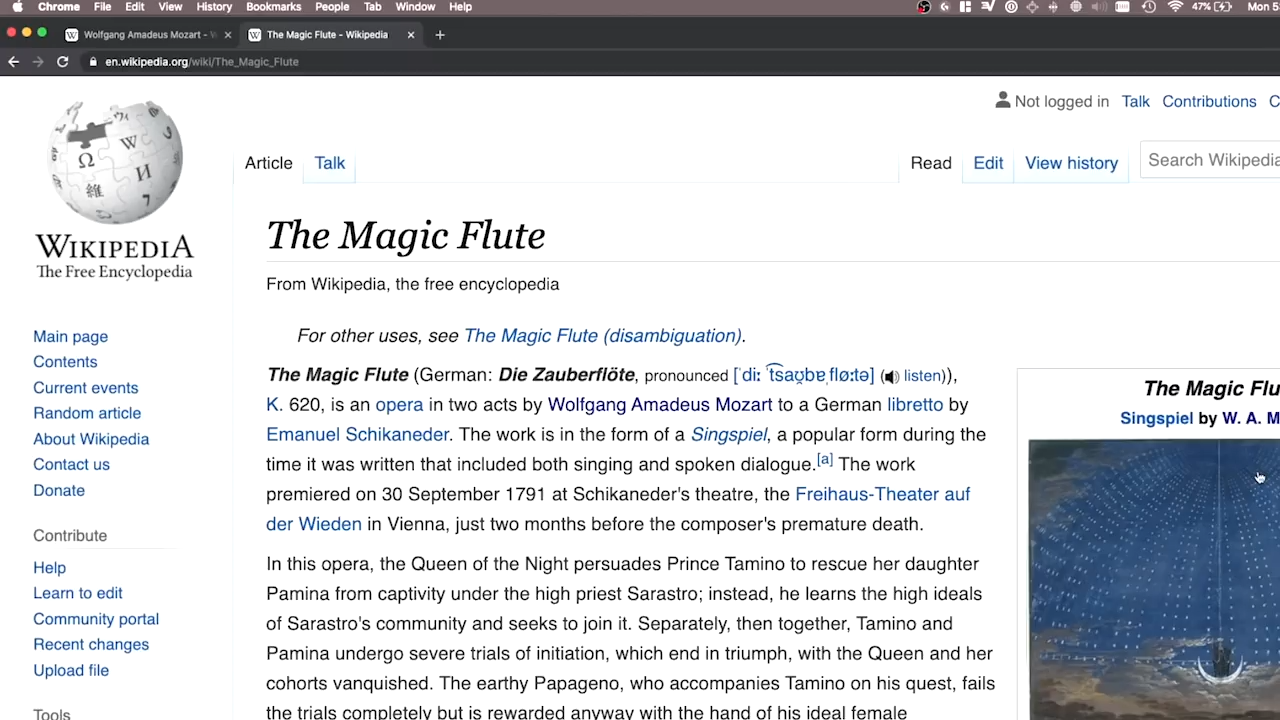 Chrome File Edit View History Bookmarks People Tab Window Help 47% Mon 5
Wolfgang Amadeus Mozart - W The Magic Flute - Wikipedia
en.wikipedia.org/wiki/The_Magic_Flute
Not logged in Talk Contributions C
Article Talk Read Edit View history Search Wikipedia
WIKIPEDIA
The Free Encyclopedia
The Magic Flute
From Wikipedia, the free encyclopedia
For other uses, see The Magic Flute (disambiguation).
The Magic Flute (German: Die Zauberflöte, pronounced [ˈdiː ˈt͡saʊ̯bɐˌfløːtə] (listen)),
K. 620, is an opera in two acts by Wolfgang Amadeus Mozart to a German libretto by
Emanuel Schikaneder. The work is in the form of a Singspiel, a popular form during the
time it was written that included both singing and spoken dialogue.[a] The work
premiered on 30 September 1791 at Schikaneder's theatre, the Freihaus-Theater auf
der Wieden in Vienna, just two months before the composer's premature death.
In this opera, the Queen of the Night persuades Prince Tamino to rescue her daughter
Pamina from captivity under the high priest Sarastro; instead, he learns the high ideals
of Sarastro's community and seeks to join it. Separately, then together, Tamino and
Pamina undergo severe trials of initiation, which end in triumph, with the Queen and her
cohorts vanquished. The earthy Papageno, who accompanies Tamino on his quest, fails
the trials completely but is rewarded anyway with the hand of his ideal female
The Magic Flu
Singspiel by W. A. M
Main page
Contents
Current events
Random article
About Wikipedia
Contact us
Donate
Contribute
Help
Learn to edit
Community portal
Recent changes
Upload file
Tools